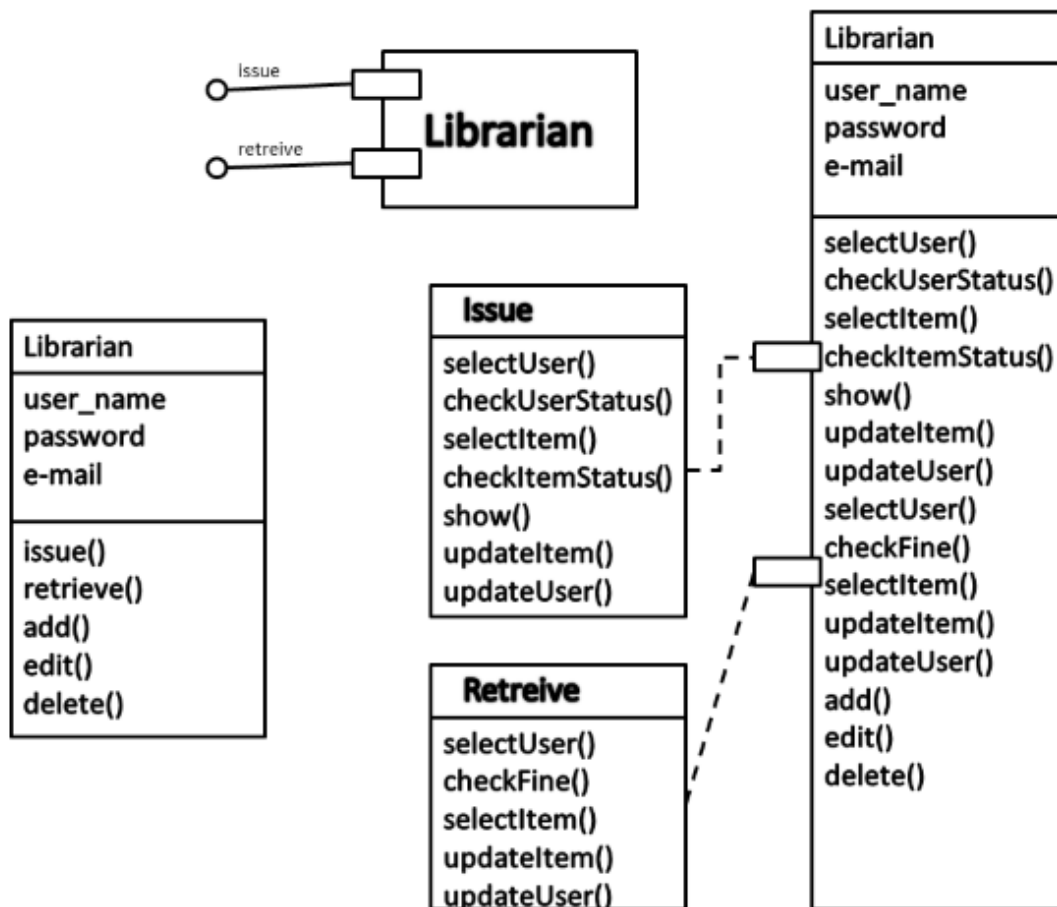 issue
retreive
Librarian
Librarian
user_name
password
e-mail
issue()
retrieve()
add()
edit()
delete()
Issue
selectUser()
checkUserStatus()
selectItem()
checkItemStatus()
show()
updateItem()
updateUser()
Retreive
selectUser()
checkFine()
selectItem()
updateItem()
updateUser()
Librarian
user_name
password
e-mail
selectUser()
checkUserStatus()
selectItem()
checkItemStatus()
show()
updateItem()
updateUser()
selectUser()
checkFine()
selectItem()
updateItem()
updateUser()
add()
edit()
delete()